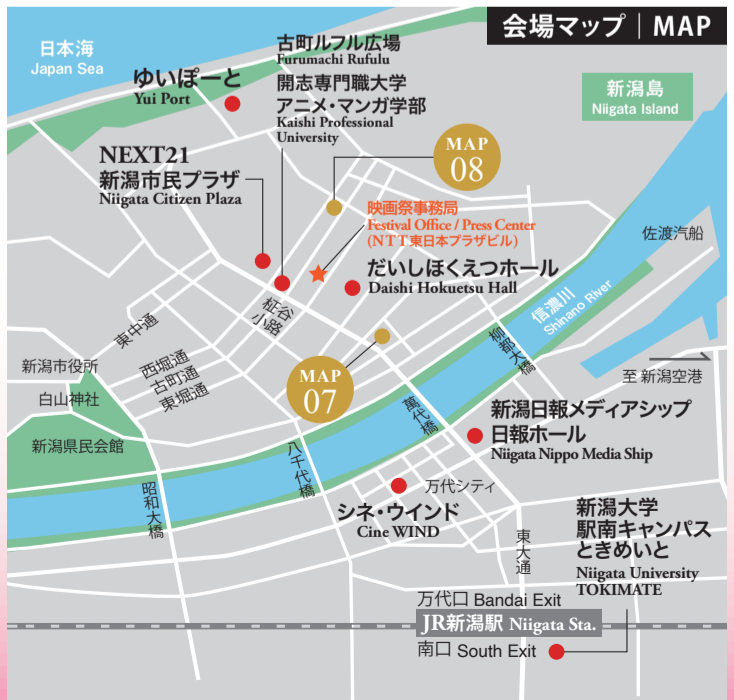 会場マップ | MAP
日本海
Japan Sea
ゆいぽーと
Yui Port
古町ルフル広場
Furumachi Rufulu
開志専門職大学
アニメ・マンガ学部
Kaishi Professional
University
新潟島
Niigata Island
MAP
08
NEXT21
新潟市民プラザ
Niigata Citizen Plaza
映画祭事務局
Festival Office / Press Center
(NTT東日本プラザビル)
佐渡汽船
だいしほくえつホール
Daishi Hokuetsu Hall
信濃川
Shinano River
柾谷
小路
東中通
柳都大橋
新潟市役所
西堀通
古町通
東堀通
至 新潟空港
白山神社
MAP
07
萬代橋
新潟県民会館
新潟日報メディアシップ
日報ホール
Niigata Nippo Media Ship
八千代橋
昭和大橋
万代シティ
シネ・ウインド
Cine WIND
東大通
新潟大学
駅南キャンパス
ときめいと
Niigata University
TOKIMATE
万代口 Bandai Exit
JR新潟駅 Niigata Sta.
南口 South Exit